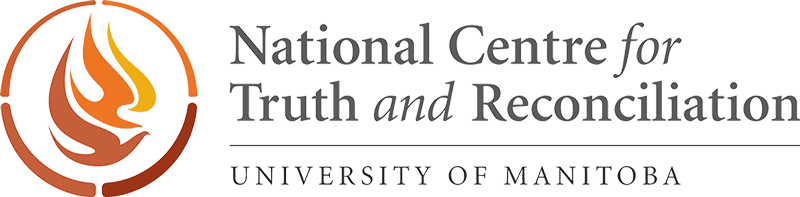 National Centre for
Truth and Reconciliation
UNIVERSITY OF MANITOBA